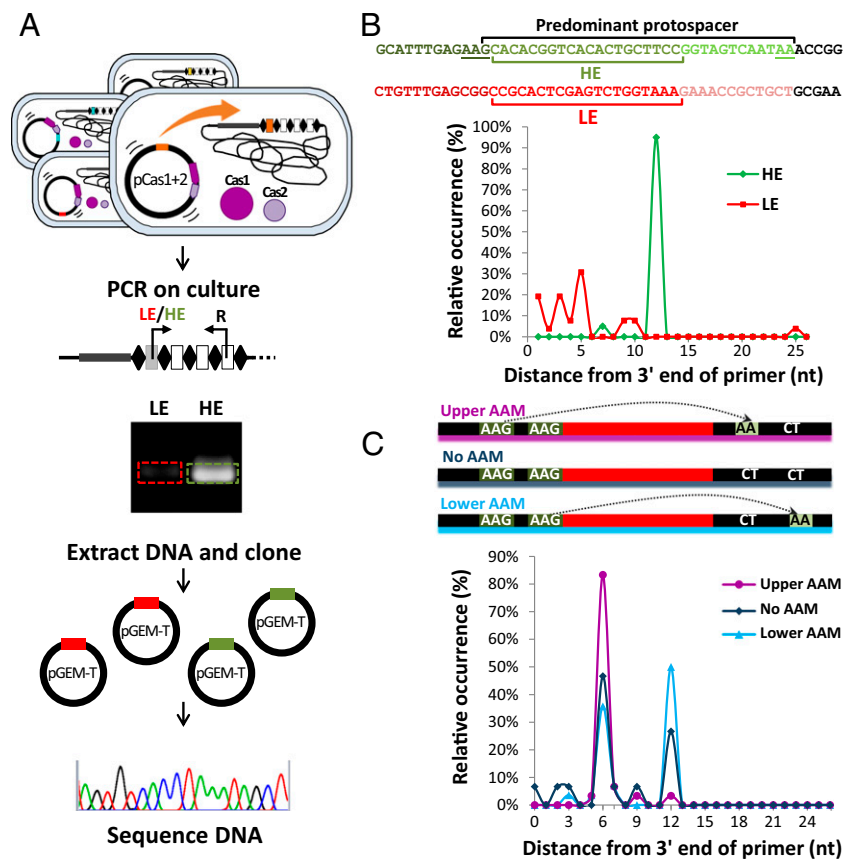 A
pCas1+2
Cas1
Cas2
PCR on culture
LE/HE
R
LE HE
Extract DNA and clone
pGEM-T
pGEM-T
pGEM-T
pGEM-T
Sequence DNA
B
Predominant protospacer
GCATTTGAGAAGCACACGGTCACACTGCTTCCGGTAGTCAATAAACCGG
HE
CTGTTTGAGCGGCCGCACTCGAGTCTGGTAAAGAAACCGCTGCTGCGAA
LE
Relative occurrence (%)
100%
90%
80%
70%
60%
50%
40%
30%
20%
10%
0%
HE
LE
0 5 10 15 20 25
Distance from 3' end of primer (nt)
C
Upper AAM
AAG AAG AA CT
No AAM
AAG AAG CT CT
Lower AAM
AAG AAG CT AA
Relative occurrence (%)
90%
80%
70%
60%
50%
40%
30%
20%
10%
0%
Upper AAM
No AAM
Lower AAM
0 3 6 9 12 15 18 21 24
Distance from 3' end of primer (nt)